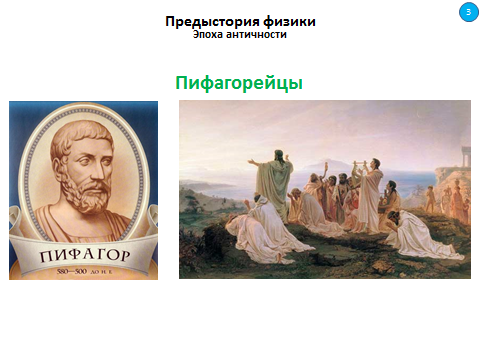 3
Предыстория физики
Эпоха античности
Пифагорейцы
ПИФАГОР
580—500 ДО Н. Э.